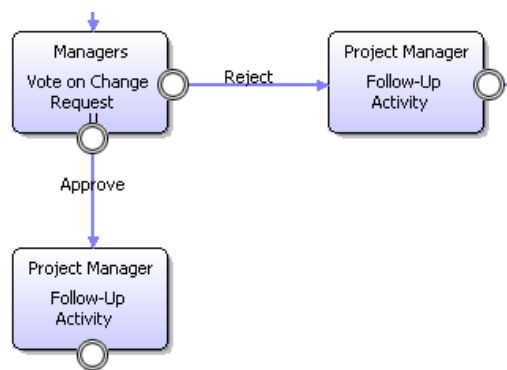 Managers
Vote on Change
Request
Reject
Project Manager
Follow-Up
Activity
Approve
Project Manager
Follow-Up
Activity